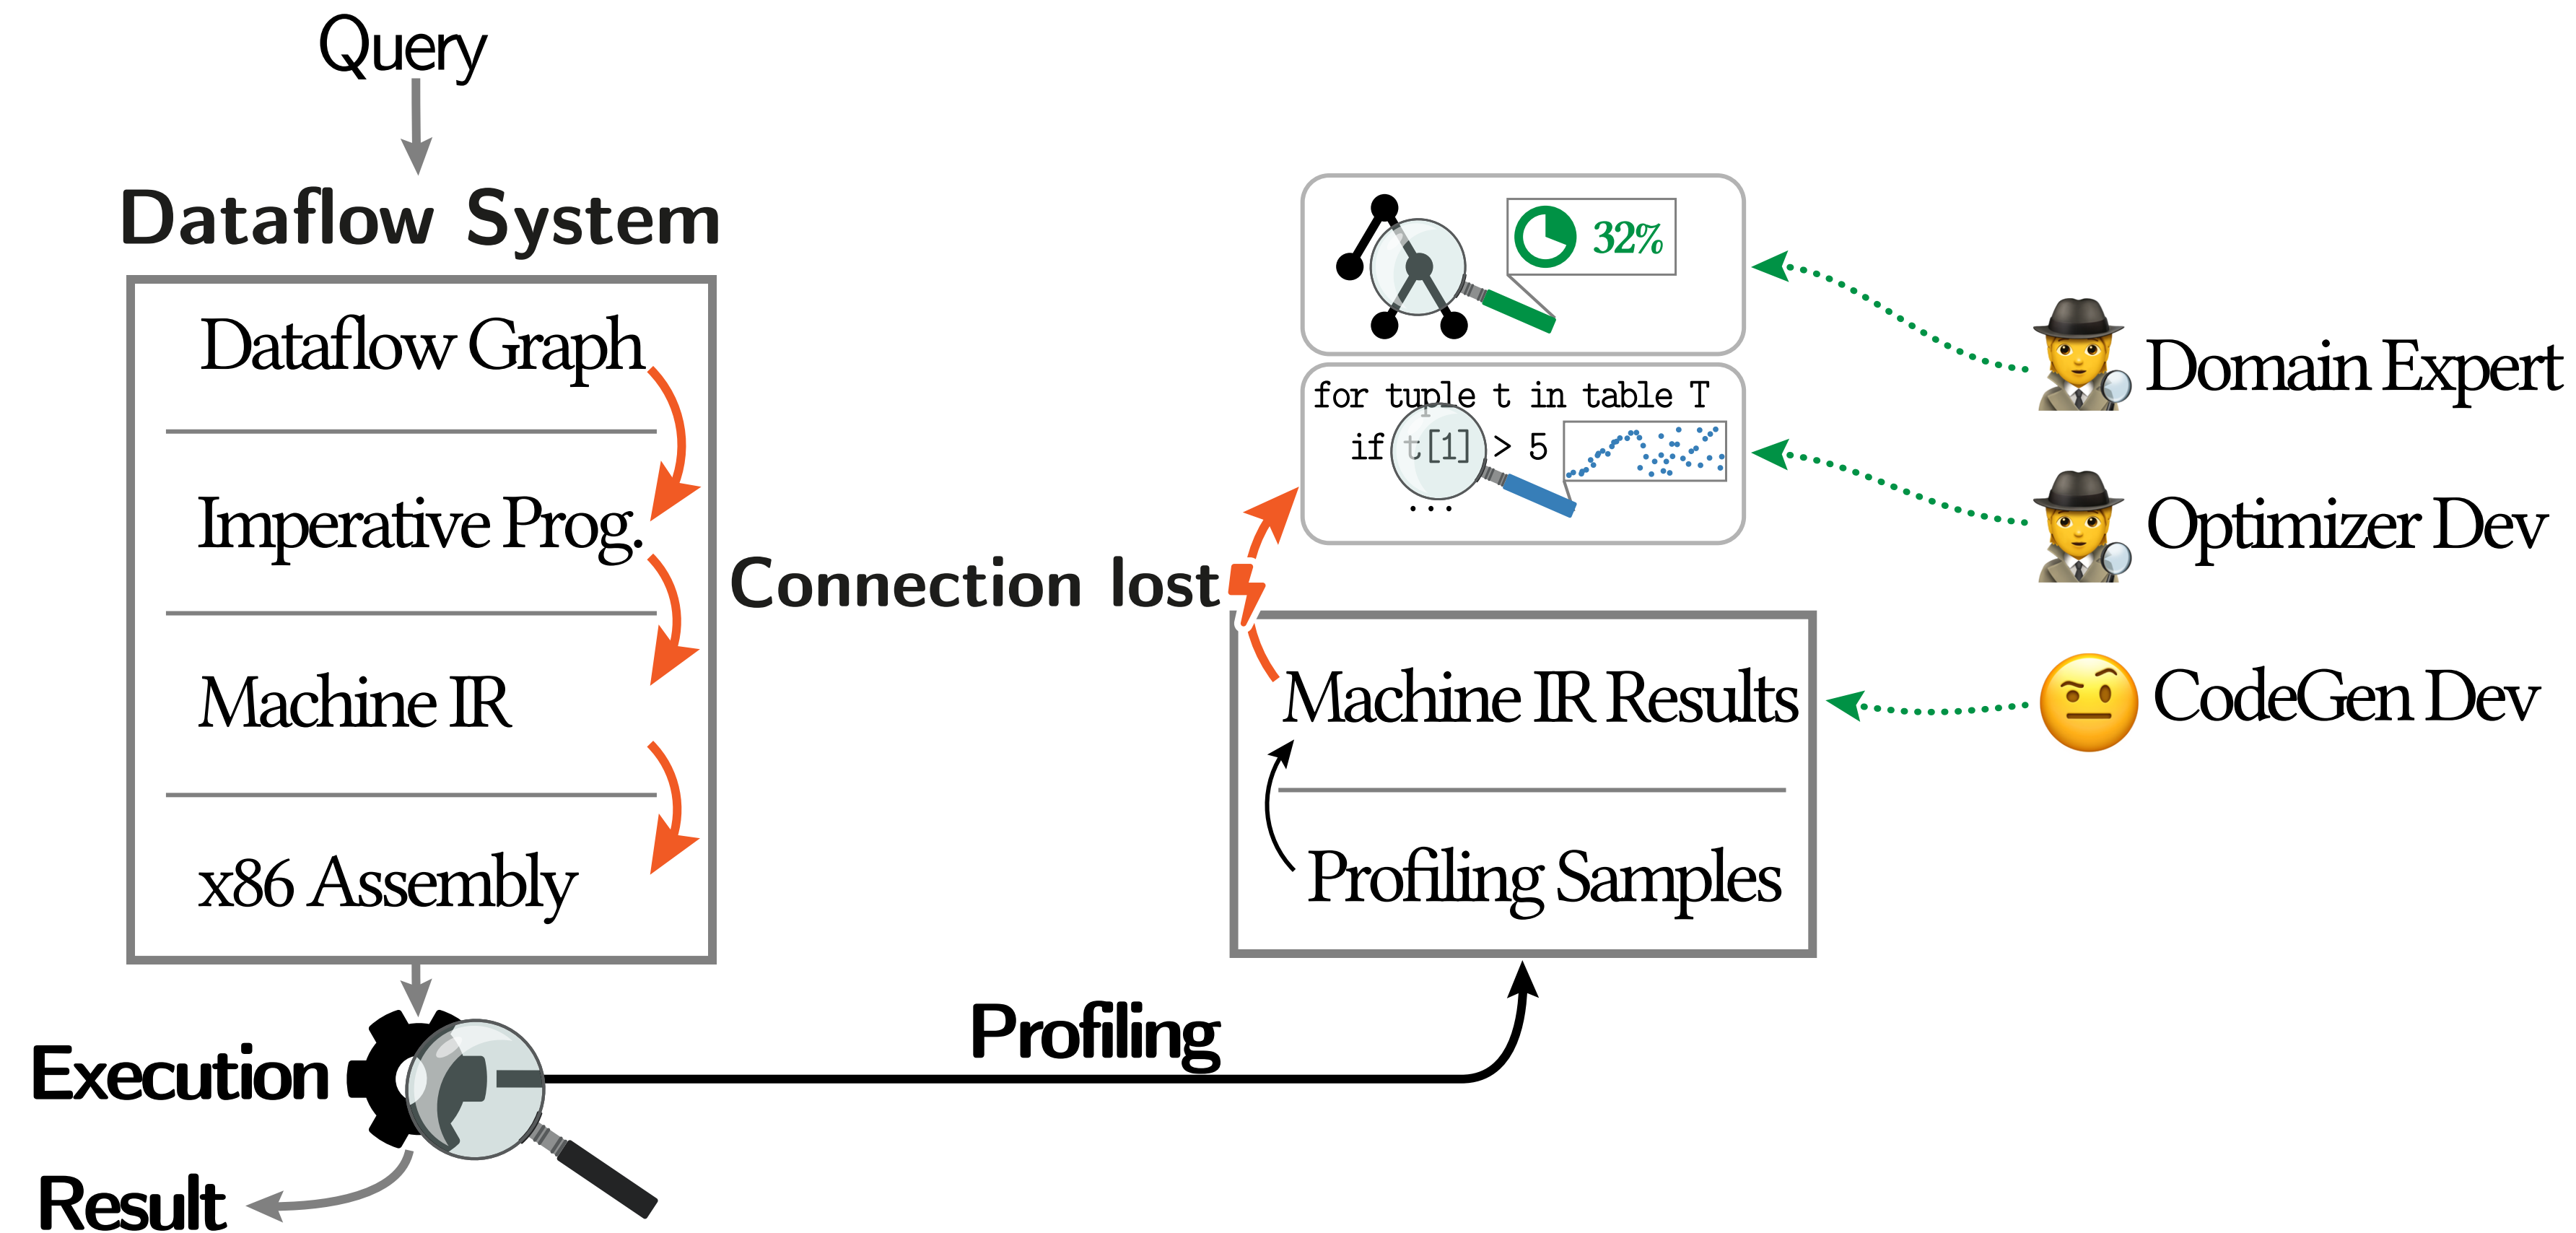 Query
Dataflow System
Dataflow Graph
Imperative Prog.
Machine IR
x86 Assembly
Execution
Result
Profiling
Connection lost
32%
for tuple t in table T
if t[1] > 5
...
Machine IR Results
Profiling Samples
Domain Expert
Optimizer Dev
CodeGen Dev